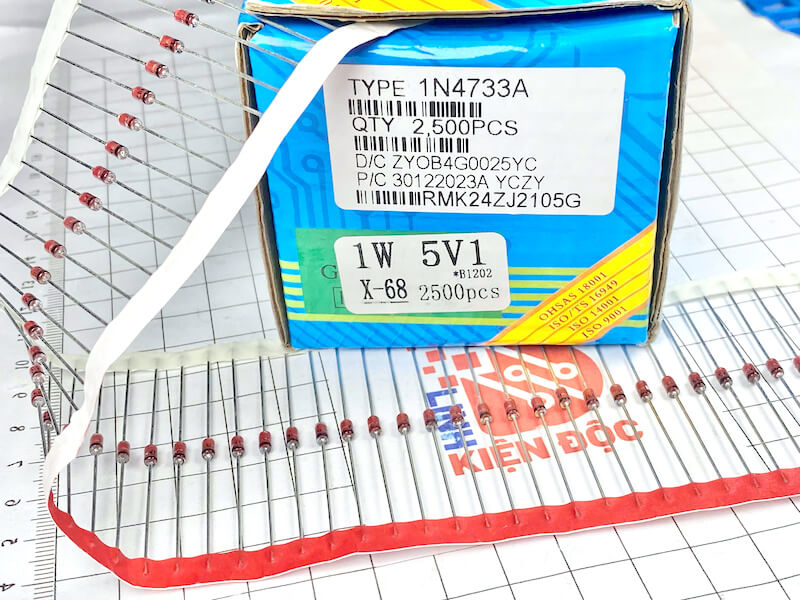 TYPE 1N4733A
QTY 2,500PCS
D/C ZYOB4G0025YC
P/C 30122023A YCZY
RMK24ZJ2105G
1W 5V1
*B1202
X-68 2500pcs
OHSAS 18001
ISO/TS 16949
ISO 14001
ISO 9001
LINH
KIỆN ĐỘC